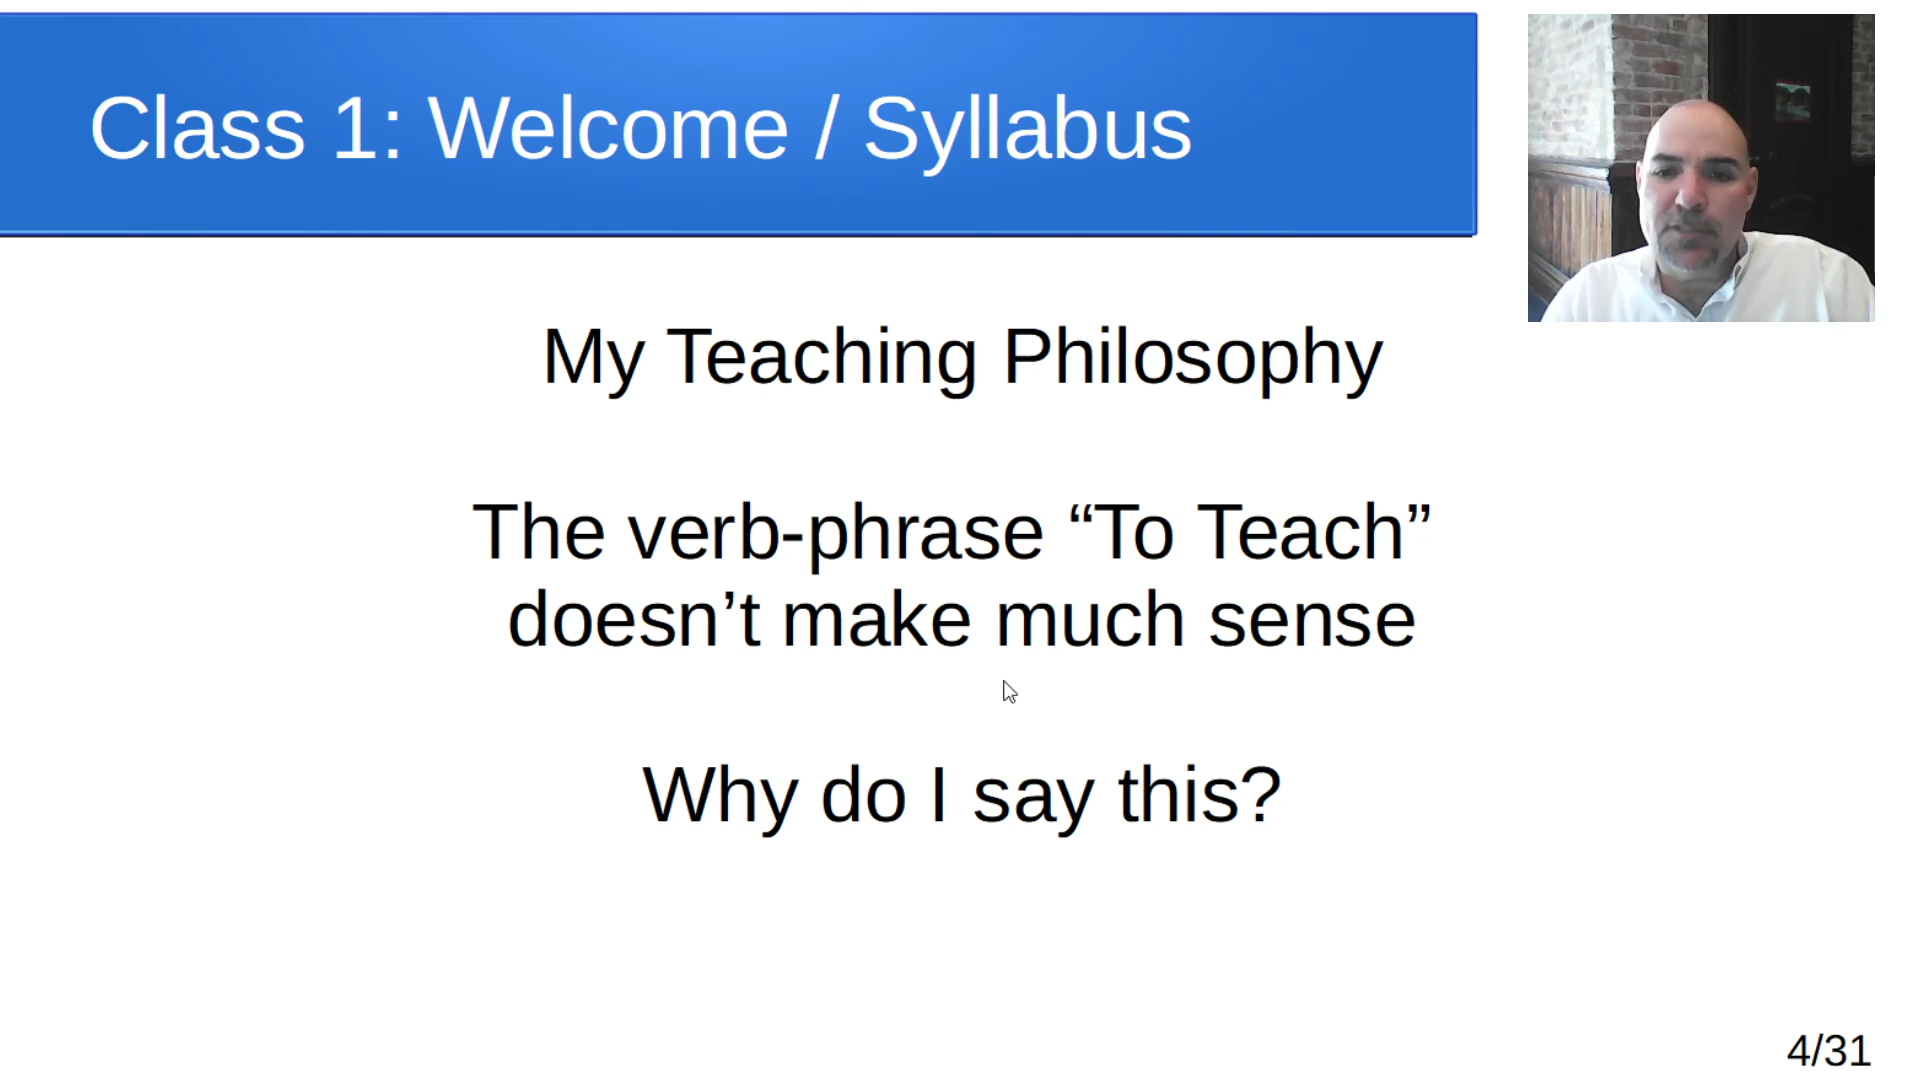 Class 1: Welcome / Syllabus
My Teaching Philosophy
The verb-phrase “To Teach”
doesn’t make much sense
Why do I say this?
4/31